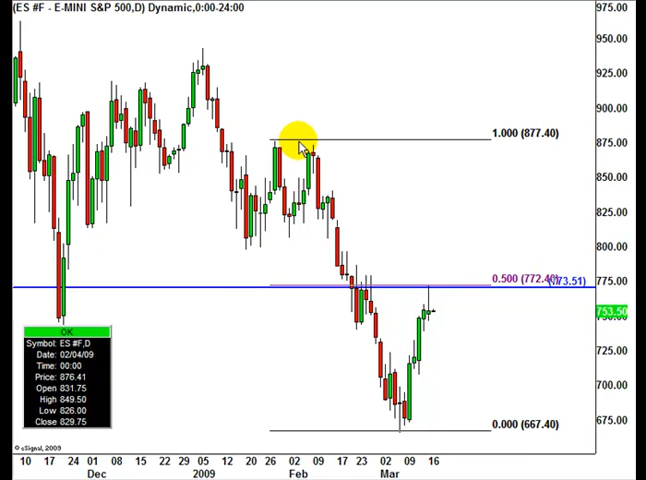 (ES #F - E-MINI S&P 500,D) Dynamic,0:00-24:00
975.00
950.00
925.00
900.00
1.000 (877.40)
875.00
850.00
825.00
800.00
0.500 (772.40)
773.51)
775.00
753.50
725.00
700.00
0.000 (667.40)
675.00
OK
Symbol: ES #F,D
Date: 02/04/09
Time: 00:00
Price: 876.41
Open 831.75
High 849.50
Low 826.00
Close 829.75
© eSignal, 2009
10 17 24 01 08 15 22 29 05 12 20 26 02 09 17 23 02 09 16
Dec 2009 Feb Mar